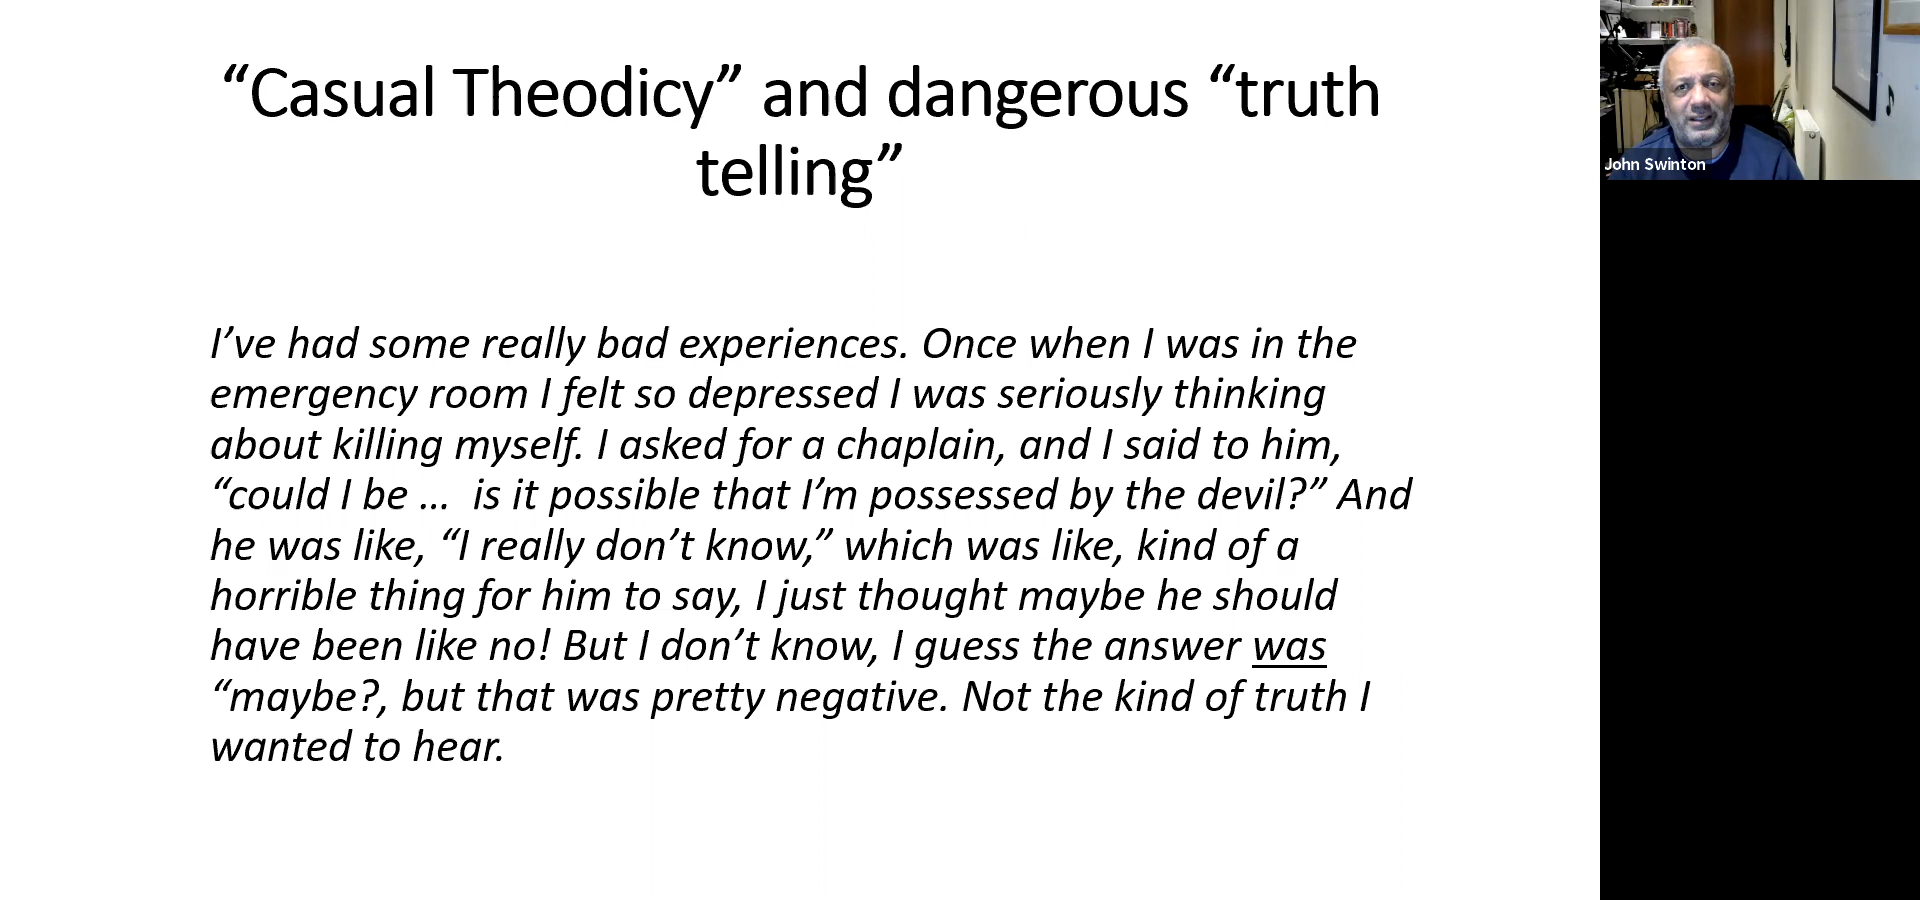 “Casual Theodicy” and dangerous “truth
telling”
I’ve had some really bad experiences. Once when I was in the
emergency room I felt so depressed I was seriously thinking
about killing myself. I asked for a chaplain, and I said to him,
“could I be …  is it possible that I’m possessed by the devil?” And
he was like, “I really don’t know,” which was like, kind of a
horrible thing for him to say, I just thought maybe he should
have been like no! But I don’t know, I guess the answer was
“maybe?, but that was pretty negative. Not the kind of truth I
wanted to hear.
John Swinton